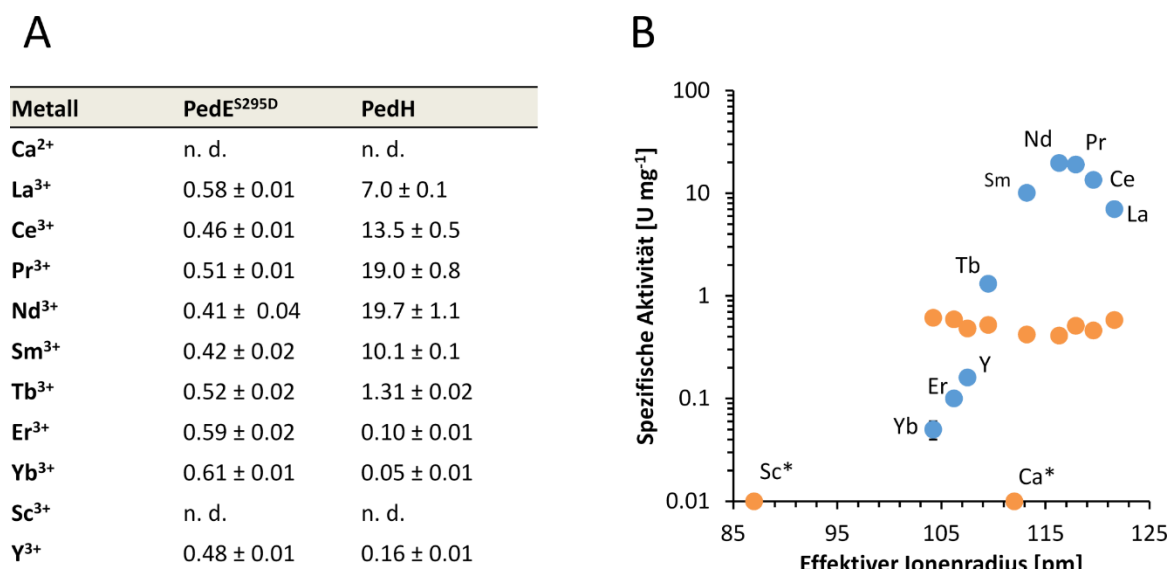 A
Metall PedE^S295D PedH
Ca²⁺ n. d. n. d.
La³⁺ 0.58 ± 0.01 7.0 ± 0.1
Ce³⁺ 0.46 ± 0.01 13.5 ± 0.5
Pr³⁺ 0.51 ± 0.01 19.0 ± 0.8
Nd³⁺ 0.41 ± 0.04 19.7 ± 1.1
Sm³⁺ 0.42 ± 0.02 10.1 ± 0.1
Tb³⁺ 0.52 ± 0.02 1.31 ± 0.02
Er³⁺ 0.59 ± 0.02 0.10 ± 0.01
Yb³⁺ 0.61 ± 0.01 0.05 ± 0.01
Sc³⁺ n. d. n. d.
Y³⁺ 0.48 ± 0.01 0.16 ± 0.01
B
Spezifische Aktivität [U mg⁻¹]
100
10
1
0.1
0.01
Nd
Pr
Sm
Ce
La
Tb
Y
Er
Yb
Sc*
Ca*
85 95 105 115 125
Effektiver Ionenradius [pm]